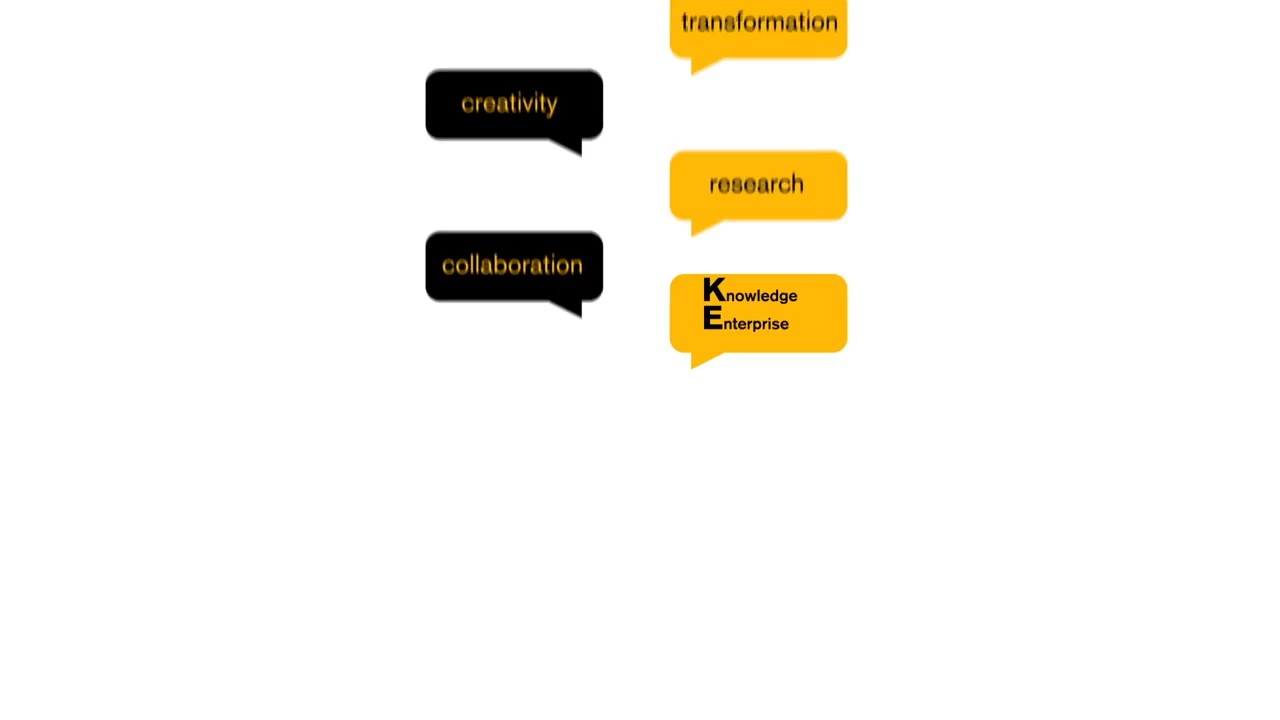 transformation
creativity
research
collaboration
Knowledge
Enterprise